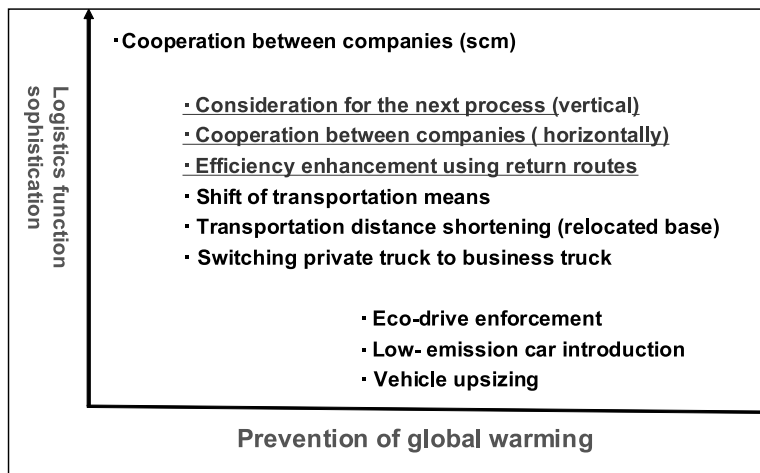 · Cooperation between companies (scm)
Logistics function
sophistication
· Consideration for the next process (vertical)
· Cooperation between companies ( horizontally)
· Efficiency enhancement using return routes
· Shift of transportation means
· Transportation distance shortening (relocated base)
· Switching private truck to business truck
· Eco-drive enforcement
· Low- emission car introduction
· Vehicle upsizing
Prevention of global warming